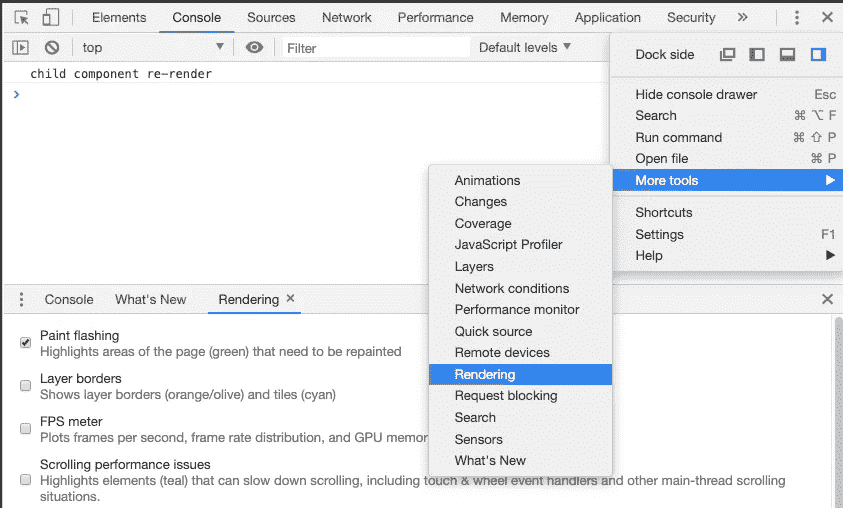 Elements Console Sources Network Performance Memory Application Security »
top Filter Default levels
child component re-render
Dock side
Hide console drawer Esc
Search ⌘ ⌥ F
Run command ⌘ ⇧ P
Open file ⌘ P
More tools
Shortcuts
Settings F1
Help
Animations
Changes
Coverage
JavaScript Profiler
Layers
Network conditions
Performance monitor
Quick source
Remote devices
Rendering
Request blocking
Search
Sensors
What's New
Console What's New Rendering
Paint flashing
Highlights areas of the page (green) that need to be repainted
Layer borders
Shows layer borders (orange/olive) and tiles (cyan)
FPS meter
Plots frames per second, frame rate distribution, and GPU memor
Scrolling performance issues
Highlights elements (teal) that can slow down scrolling, including touch & wheel event handlers and other main-thread scrolling
situations.